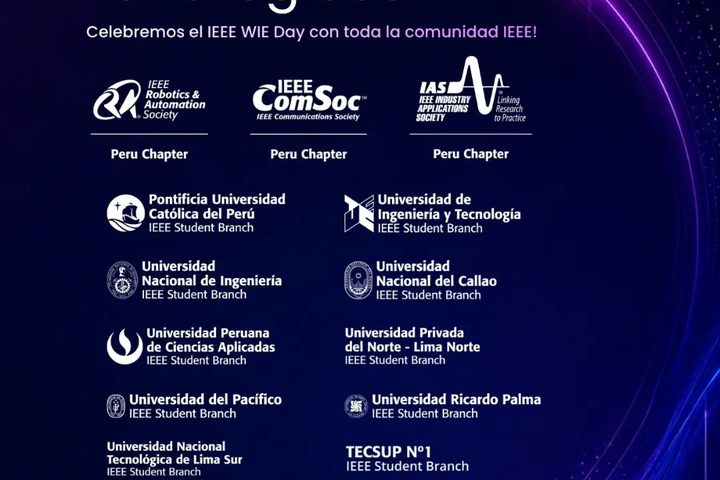 Celebremos el IEEE WIE Day con toda la comunidad IEEE!
IEEE
Robotics &
Automation
Society
Peru Chapter
IEEE
ComSoc™
IEEE Communications Society
Peru Chapter
IAS
IEEE INDUSTRY
APPLICATIONS
SOCIETY
Linking
Research
to Practice
Peru Chapter
Pontificia Universidad
Católica del Perú
IEEE Student Branch
Universidad de
Ingeniería y Tecnología
IEEE Student Branch
Universidad
Nacional de Ingeniería
IEEE Student Branch
Universidad
Nacional del Callao
IEEE Student Branch
Universidad Peruana
de Ciencias Aplicadas
IEEE Student Branch
Universidad Privada
del Norte - Lima Norte
IEEE Student Branch
Universidad del Pacífico
IEEE Student Branch
Universidad Ricardo Palma
IEEE Student Branch
Universidad Nacional
Tecnológica de Lima Sur
IEEE Student Branch
TECSUP Nº1
IEEE Student Branch